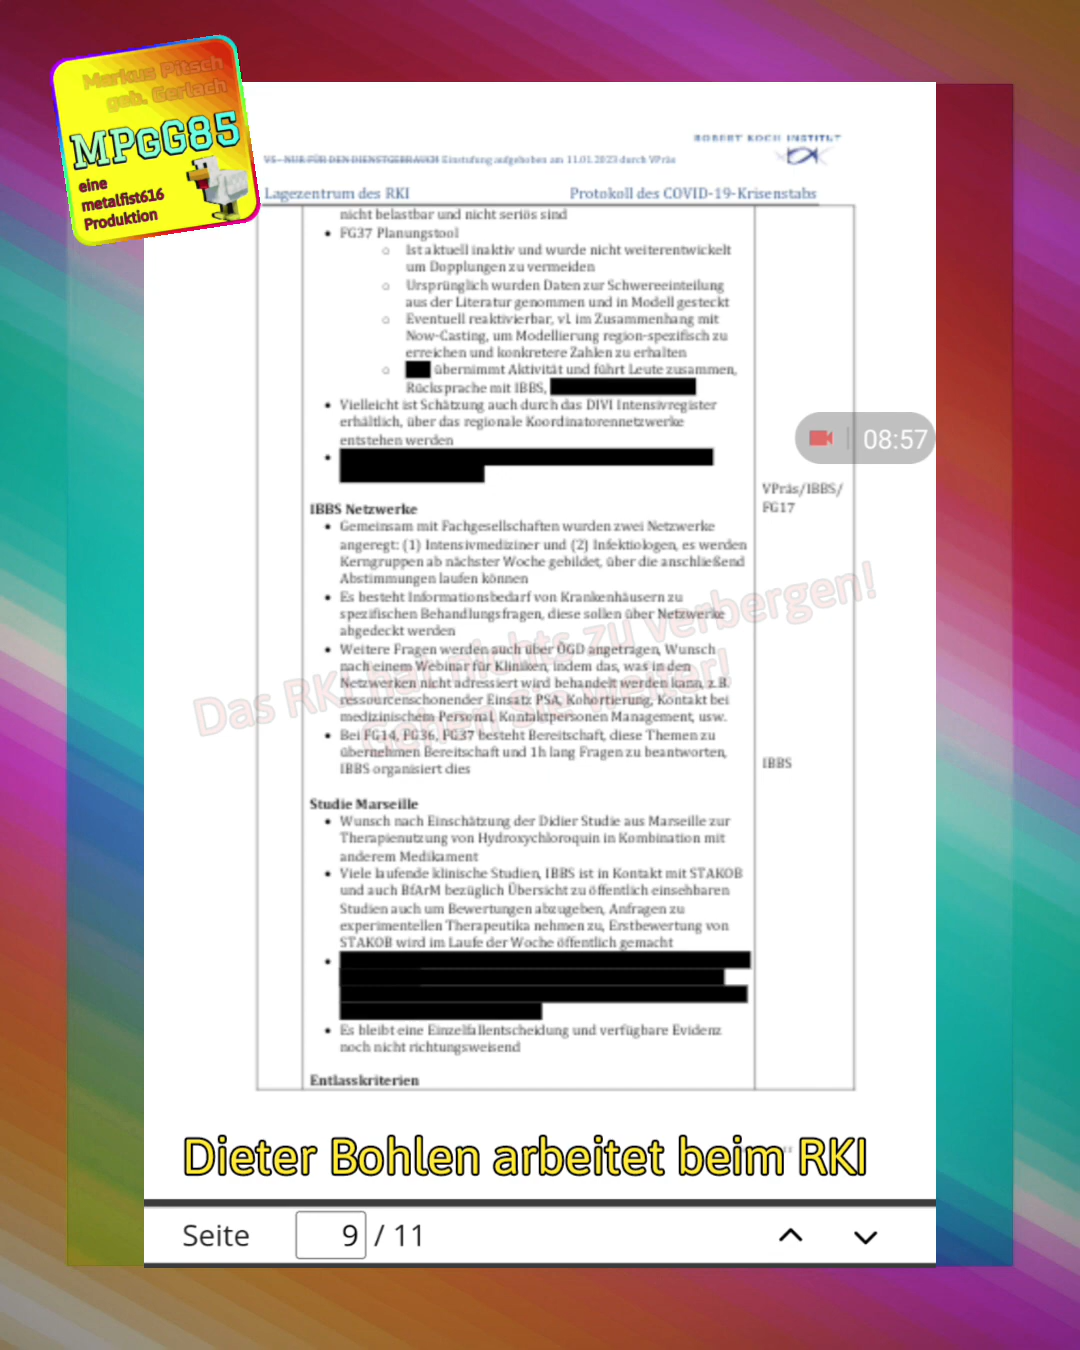 Markus Pitsch
geb. Gerlach
MPGG85
eine
metalfist616
Produktion
ROBERT KOCH INSTITUT
VS - NUR FÜR DEN DIENSTGEBRAUCH Einstufung aufgehoben am 11.01.2023 durch VPräs
Lagezentrum des RKI Protokoll des COVID-19-Krisenstabs
nicht belastbar und nicht seriös sind
• FG37 Planungstool
o Ist aktuell inaktiv und wurde nicht weiterentwickelt
um Dopplungen zu vermeiden
o Ursprünglich wurden Daten zur Schwereeinteilung
aus der Literatur genommen und in Modell gesteckt
o Eventuell reaktivierbar, vl. im Zusammenhang mit
Now-Casting, um Modellierung region-spezifisch zu
erreichen und konkretere Zahlen zu erhalten
o übernimmt Aktivität und führt Leute zusammen,
Rücksprache mit IBBS,
• Vielleicht ist Schätzung auch durch das DIVI Intensivregister
erhältlich, über das regionale Koordinatorennetzwerke
entstehen werden
08:57
VPräs/IBBS/
FG17
IBBS Netzwerke
• Gemeinsam mit Fachgesellschaften wurden zwei Netzwerke
angeregt: (1) Intensivmediziner und (2) Infektiologen, es werden
Kerngruppen ab nächster Woche gebildet, über die anschließend
Abstimmungen laufen können
• Es besteht Informationsbedarf von Krankenhäusern zu
spezifischen Behandlungsfragen, diese sollen über Netzwerke
abgedeckt werden
• Weitere Fragen werden auch über ÖGD angetragen, Wunsch
nach einem Webinar für Kliniken, indem das, was in den
Netzwerken nicht adressiert wird behandelt werden kann, z.B.
ressourcenschonender Einsatz PSA, Kohortierung, Kontakt bei
medizinischem Personal, Kontaktpersonen Management, usw.
• Bei FG14, FG36, FG37 besteht Bereitschaft, diese Themen zu
übernehmen Bereitschaft und 1h lang Fragen zu beantworten,
IBBS organisiert dies
IBBS
Das RKI hat nichts zu verbergen!
Gehen Sie weiter!
Studie Marseille
• Wunsch nach Einschätzung der Didier Studie aus Marseille zur
Therapienutzung von Hydroxychloroquin in Kombination mit
anderem Medikament
• Viele laufende klinische Studien, IBBS ist in Kontakt mit STAKOB
und auch BfArM bezüglich Übersicht zu öffentlich einsehbaren
Studien auch um Bewertungen abzugeben, Anfragen zu
experimentellen Therapeutika nehmen zu, Erstbewertung von
STAKOB wird im Laufe der Woche öffentlich gemacht
• Es bleibt eine Einzelfallentscheidung und verfügbare Evidenz
noch nicht richtungsweisend
Entlasskriterien
Dieter Bohlen arbeitet beim RKI
Seite 9 / 11